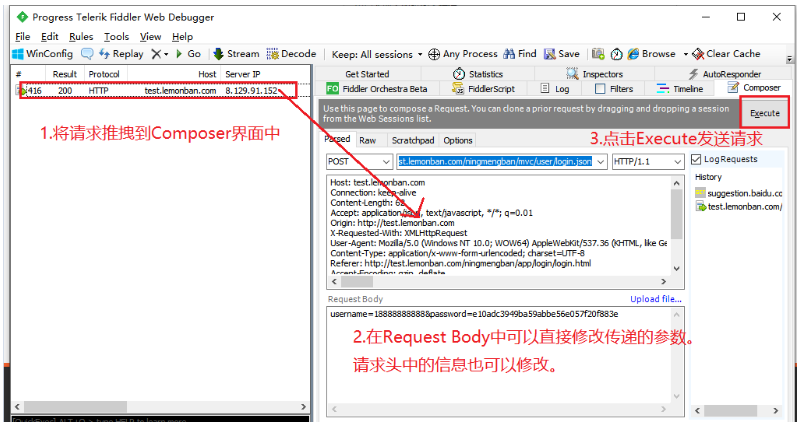 Progress Telerik Fiddler Web Debugger
File Edit Rules Tools View Help
WinConfig Replay X Go Stream Decode Keep: All sessions Any Process Find Save Browse Clear Cache
# Result Protocol Host Server IP
416 200 HTTP test.lemonban.com 8.129.91.152
1.将请求推拽到Composer界面中
Get Started Statistics Inspectors AutoResponder
FO Fiddler Orchestra Beta FiddlerScript Log Filters Timeline Composer
Use this page to compose a Request. You can clone a prior request by dragging and dropping a session
from the Web Sessions list.
Execute
3.点击Execute发送请求
Parsed Raw Scratchpad Options
POST st.lemonban.com/ningmengban/mvc/user/login.json HTTP/1.1
Log Requests
History
suggestion.baidu.co
test.lemonban.com/
Host: test.lemonban.com
Connection: keep-alive
Content-Length: 62
Accept: application/json, text/javascript, */*; q=0.01
Origin: http://test.lemonban.com
X-Requested-With: XMLHttpRequest
User-Agent: Mozilla/5.0 (Windows NT 10.0; WOW64) AppleWebKit/537.36 (KHTML, like Ge
Content-Type: application/x-www-form-urlencoded; charset=UTF-8
Referer: http://test.lemonban.com/ningmengban/app/login/login.html
Accept-Encoding: gzip, deflate
Request Body Upload file...
username=18888888888&password=e10adc3949ba59abbe56e057f20f883e
2.在Request Body中可以直接修改传递的参数。
请求头中的信息也可以修改。